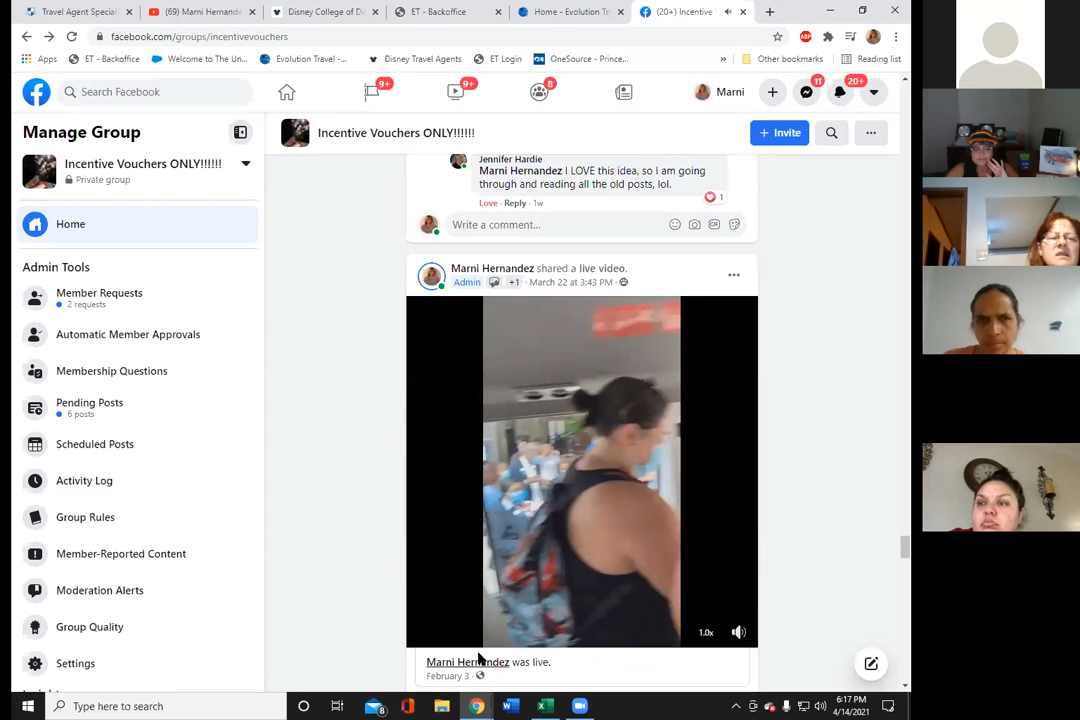 Travel Agent Speciali
(69) Marni Hernande
Disney College of Di
ET - Backoffice
Home - Evolution Tr
(20+) Incentive
facebook.com/groups/incentivevouchers
Apps
ET - Backoffice
Welcome to The Un...
Evolution Travel -...
Disney Travel Agents
ET Login
OneSource - Prince...
»
Other bookmarks
Reading list
Search Facebook
9+
9+
8
Marni
11
20+
Manage Group
Incentive Vouchers ONLY!!!!!!
Private group
Incentive Vouchers ONLY!!!!!!
+ Invite
Home
Admin Tools
Member Requests
2 requests
Automatic Member Approvals
Membership Questions
Pending Posts
6 posts
Scheduled Posts
Activity Log
Group Rules
Member-Reported Content
Moderation Alerts
Group Quality
Settings
Jennifer Hardie
Marni Hernandez I LOVE this idea, so I am going
through and reading all the old posts, lol.
1
Love · Reply · 1w
Write a comment...
GIF
Marni Hernandez shared a live video.
Admin +1 · March 22 at 3:43 PM ·
1.0x
Marni Hernandez was live.
February 3 ·
Type here to search
8
6:17 PM
4/14/2021